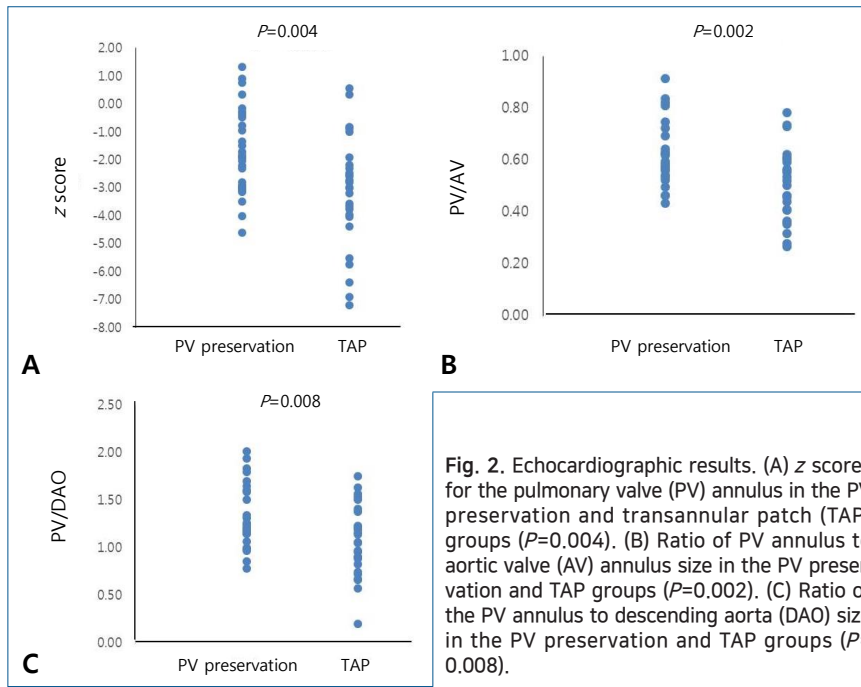 P=0.004
2.00
1.00
0.00
-1.00
-2.00
-3.00
-4.00
-5.00
-6.00
-7.00
-8.00
z score
PV preservation TAP
A
P=0.002
1.00
0.80
0.60
0.40
0.20
0.00
PV/AV
PV preservation TAP
B
P=0.008
2.50
2.00
1.50
1.00
0.50
0.00
PV/DAO
PV preservation TAP
C
Fig. 2. Echocardiographic results. (A) z score
for the pulmonary valve (PV) annulus in the PV
preservation and transannular patch (TAP
groups (P=0.004). (B) Ratio of PV annulus to
aortic valve (AV) annulus size in the PV preser
vation and TAP groups (P=0.002). (C) Ratio o
the PV annulus to descending aorta (DAO) siz
in the PV preservation and TAP groups (P
0.008).